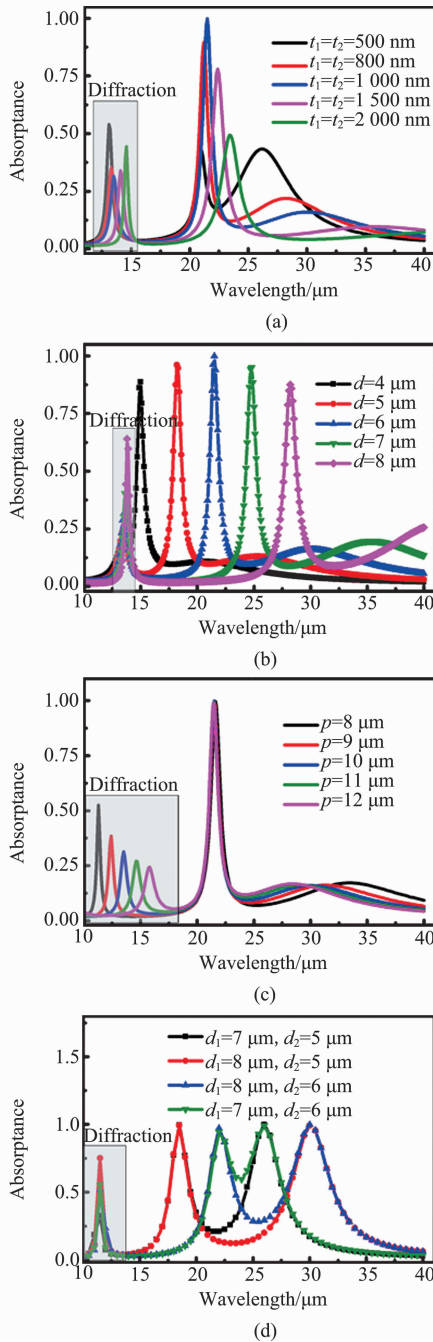 1.00
0.75
0.50
0.25
0.00
Absorptance
Diffraction
t1=t2=500 nm
t1=t2=800 nm
t1=t2=1 000 nm
t1=t2=1 500 nm
t1=t2=2 000 nm
15 20 25 30 35 40
Wavelength/μm
(a)
1.00
0.75
0.50
0.25
0.00
Absorptance
Diffraction
d=4 μm
d=5 μm
d=6 μm
d=7 μm
d=8 μm
10 15 20 25 30 35 40
Wavelength/μm
(b)
1.00
0.75
0.50
0.25
0.00
Absorptance
Diffraction
p=8 μm
p=9 μm
p=10 μm
p=11 μm
p=12 μm
10 15 20 25 30 35 40
Wavelength/μm
(c)
1.5
1.0
0.5
0.0
Absorptance
Diffraction
d1=7 μm, d2=5 μm
d1=8 μm, d2=5 μm
d1=8 μm, d2=6 μm
d1=7 μm, d2=6 μm
10 15 20 25 30 35 40
Wavelength/μm
(d)